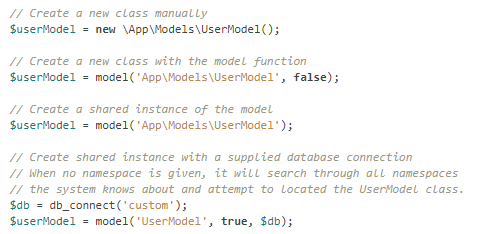 // Create a new class manually
$userModel = new \App\Models\UserModel();
// Create a new class with the model function
$userModel = model('App\Models\UserModel', false);
// Create a shared instance of the model
$userModel = model('App\Models\UserModel');
// Create shared instance with a supplied database connection
// When no namespace is given, it will search through all namespaces
// the system knows about and attempt to located the UserModel class.
$db = db_connect('custom');
$userModel = model('UserModel', true, $db);